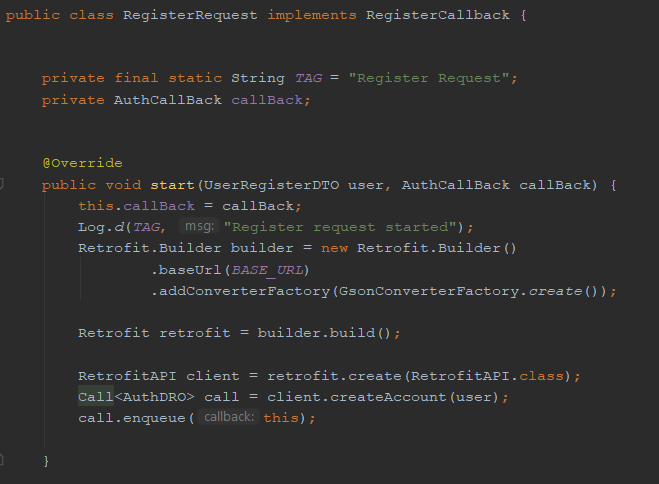 public class RegisterRequest implements RegisterCallback {
private final static String TAG = "Register Request";
private AuthCallBack callBack;
@Override
public void start(UserRegisterDTO user, AuthCallBack callBack) {
this.callBack = callBack;
Log.d(TAG, msg: "Register request started");
Retrofit.Builder builder = new Retrofit.Builder()
.baseUrl(BASE_URL)
.addConverterFactory(GsonConverterFactory.create());
Retrofit retrofit = builder.build();
RetrofitAPI client = retrofit.create(RetrofitAPI.class);
Call<AuthDRO> call = client.createAccount(user);
call.enqueue( callback: this);
}